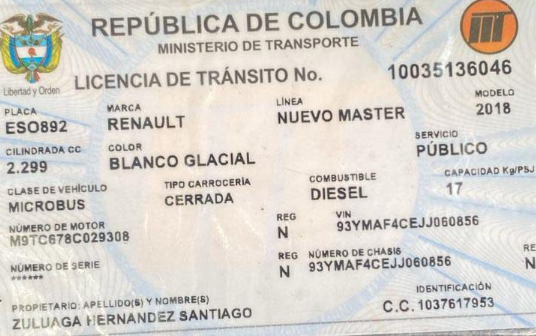 REPÚBLICA DE COLOMBIA
MINISTERIO DE TRANSPORTE
Libertad y Orden
LICENCIA DE TRÁNSITO No. 10035136046
PLACA MARCA LÍNEA MODELO
ESO892 RENAULT NUEVO MASTER 2018
CILINDRADA CC COLOR SERVICIO
2.299 BLANCO GLACIAL PÚBLICO
CLASE DE VEHÍCULO TIPO CARROCERÍA COMBUSTIBLE CAPACIDAD Kg/PSJ
MICROBUS CERRADA DIESEL 17
NÚMERO DE MOTOR REG VIN
M9TC678C029308 N 93YMAF4CEJJ060856
NÚMERO DE SERIE REG NÚMERO DE CHASIS RE
****** N 93YMAF4CEJJ060856 N
PROPIETARIO: APELLIDO(S) Y NOMBRE(S) IDENTIFICACIÓN
ZULUAGA HERNANDEZ SANTIAGO C.C. 1037617953